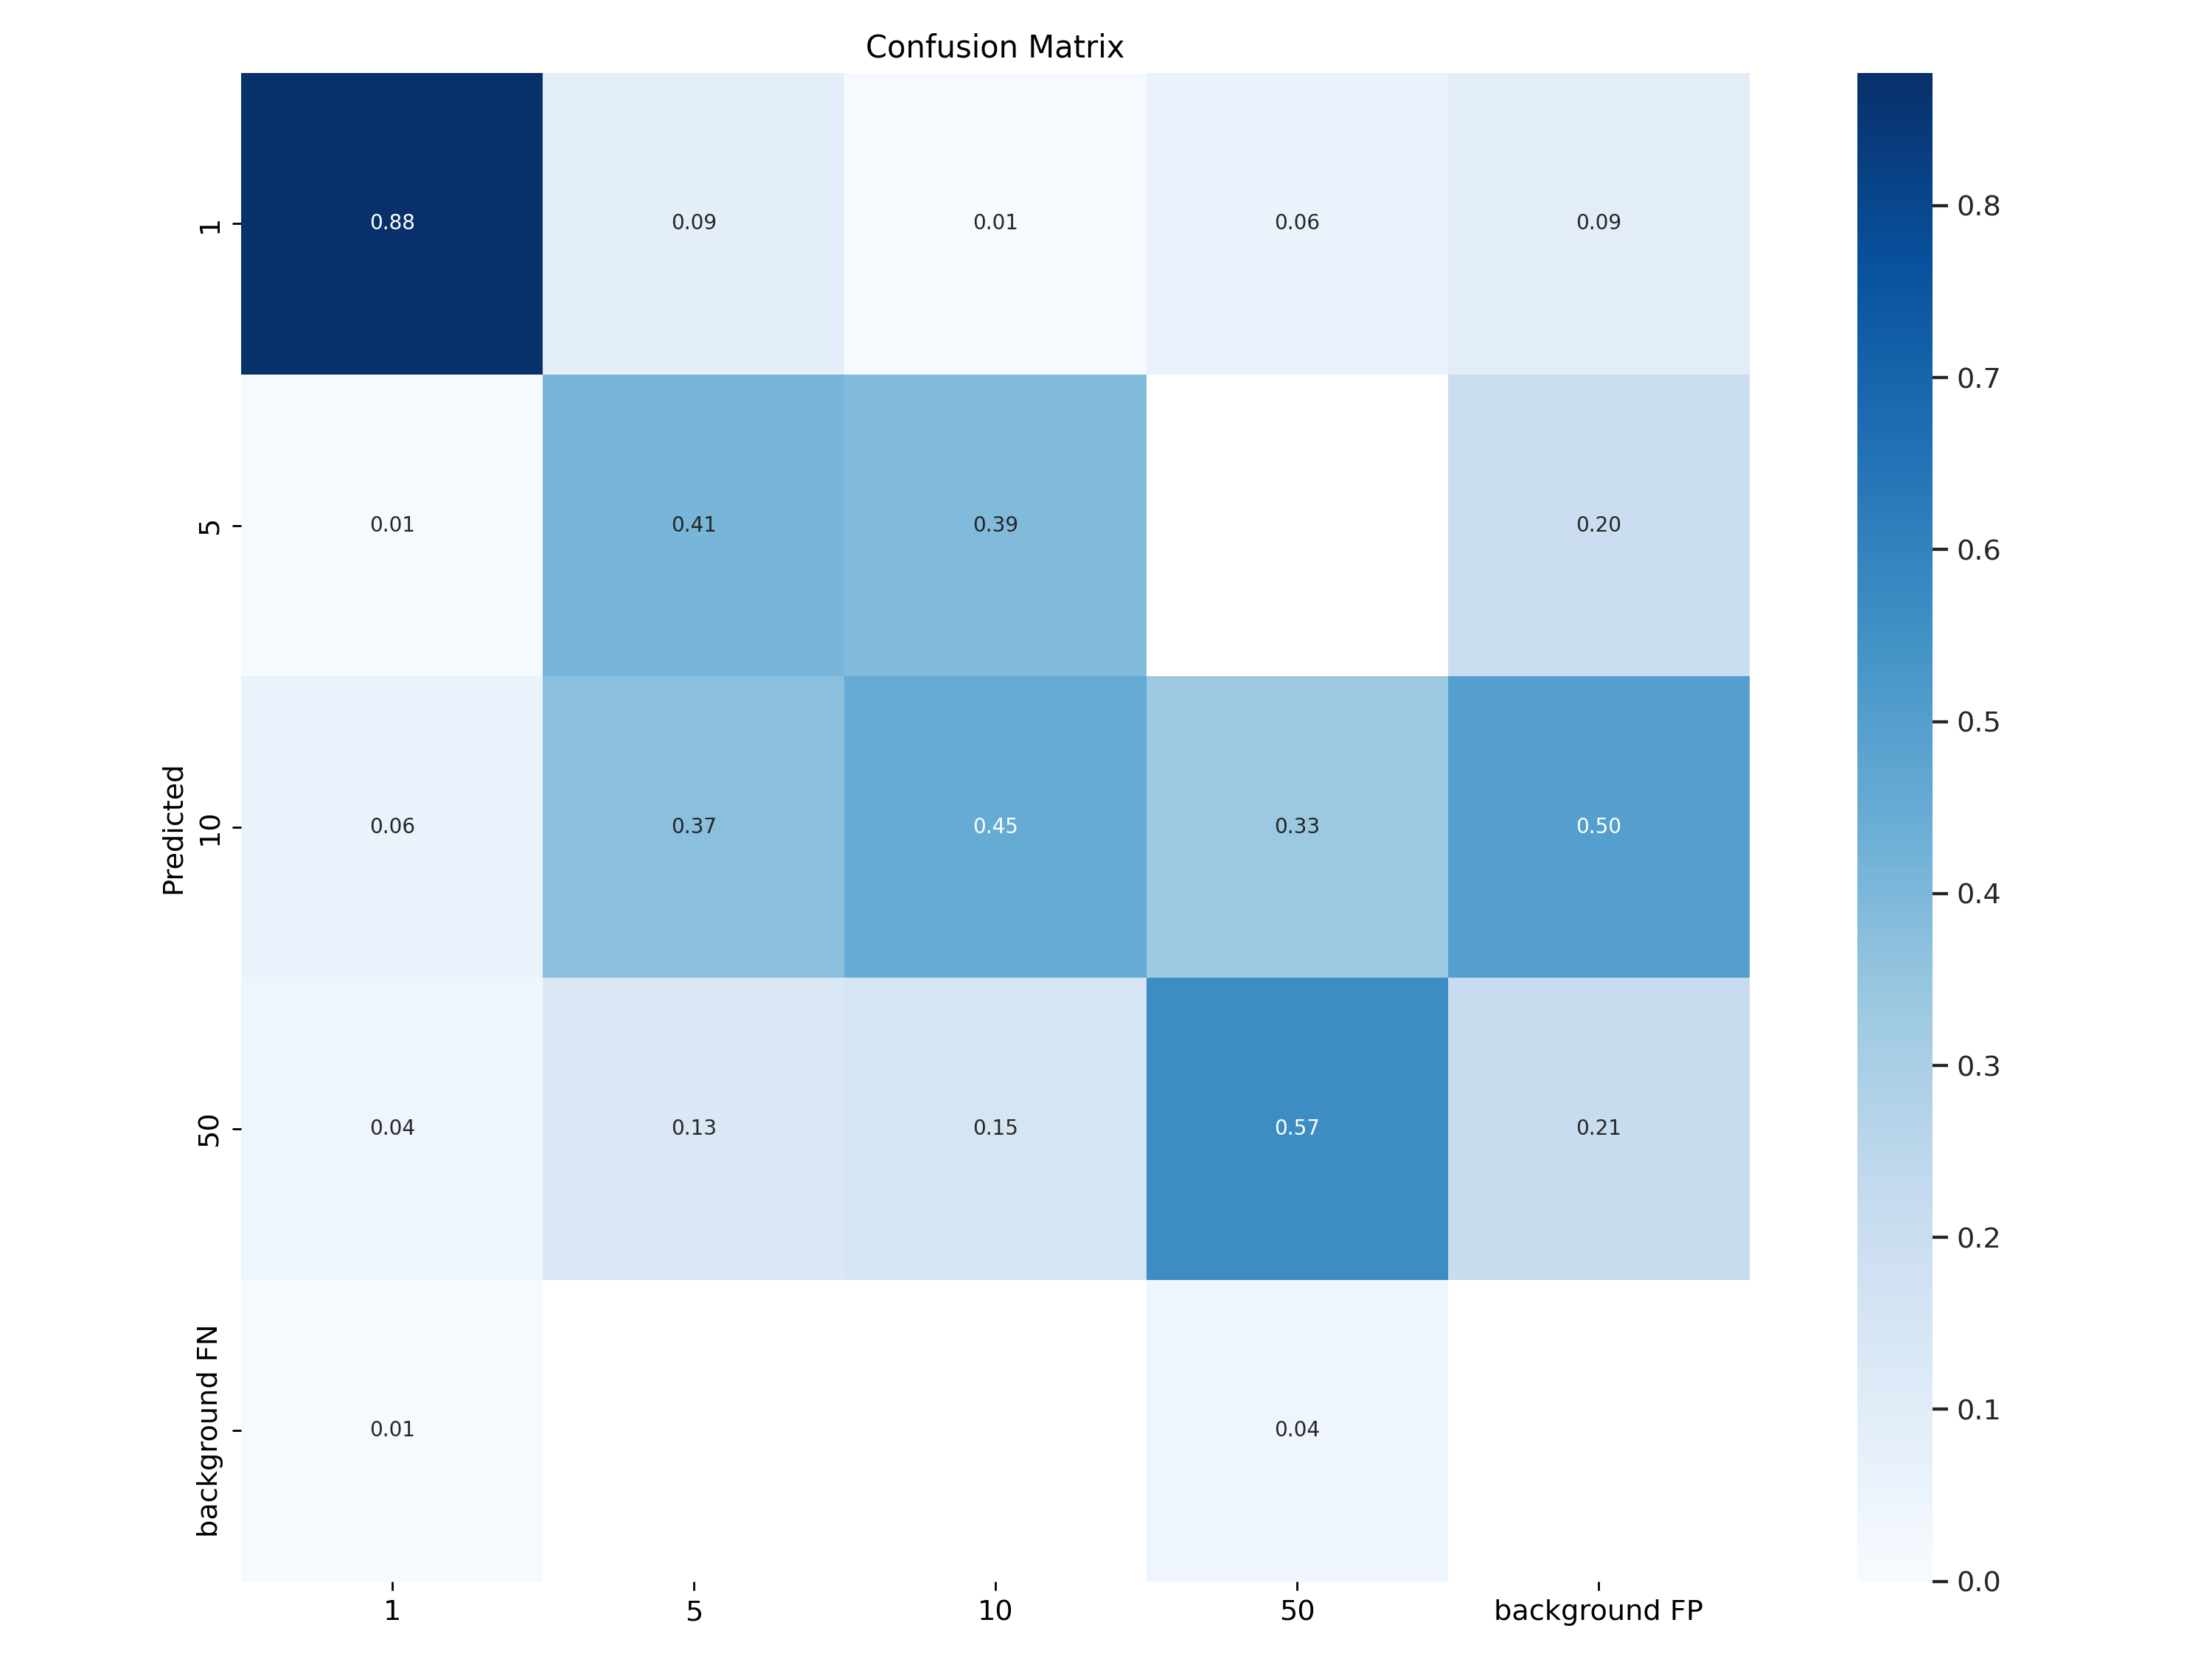 Confusion Matrix
1 0.88 0.09 0.01 0.06 0.09
5 0.01 0.41 0.39 0.20
Predicted
10 0.06 0.37 0.45 0.33 0.50
50 0.04 0.13 0.15 0.57 0.21
background FN 0.01 0.04
1 5 10 50 background FP
0.8
0.7
0.6
0.5
0.4
0.3
0.2
0.1
0.0